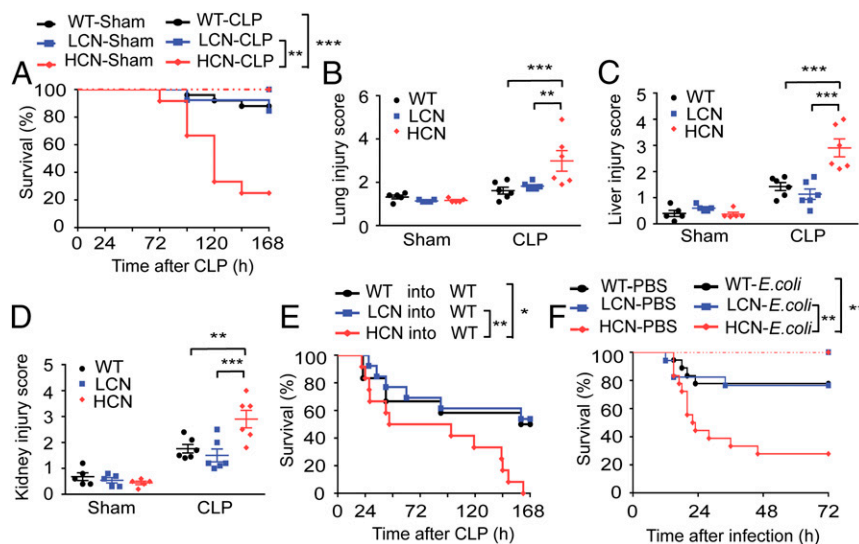 WT-Sham WT-CLP
LCN-Sham LCN-CLP ** ***
HCN-Sham HCN-CLP
A
Survival (%)
100
80
60
40
20
0
0 24 72 120 168
Time after CLP (h)
B
Lung injury score
6
4
2
0
WT
LCN
HCN
***
**
Sham CLP
C
Liver injury score
5
4
3
2
1
0
WT
LCN
HCN
***
***
Sham CLP
D
Kidney injury score
5
4
3
2
1
0
WT
LCN
HCN
**
***
Sham CLP
E
WT into WT
LCN into WT ** *
HCN into WT
Survival (%)
100
80
60
40
20
0
0 24 72 120 168
Time after CLP (h)
F
WT-PBS WT-E.coli
LCN-PBS LCN-E.coli **
HCN-PBS HCN-E.coli
Survival (%)
100
80
60
40
20
0
0 24 48 72
Time after infection (h)